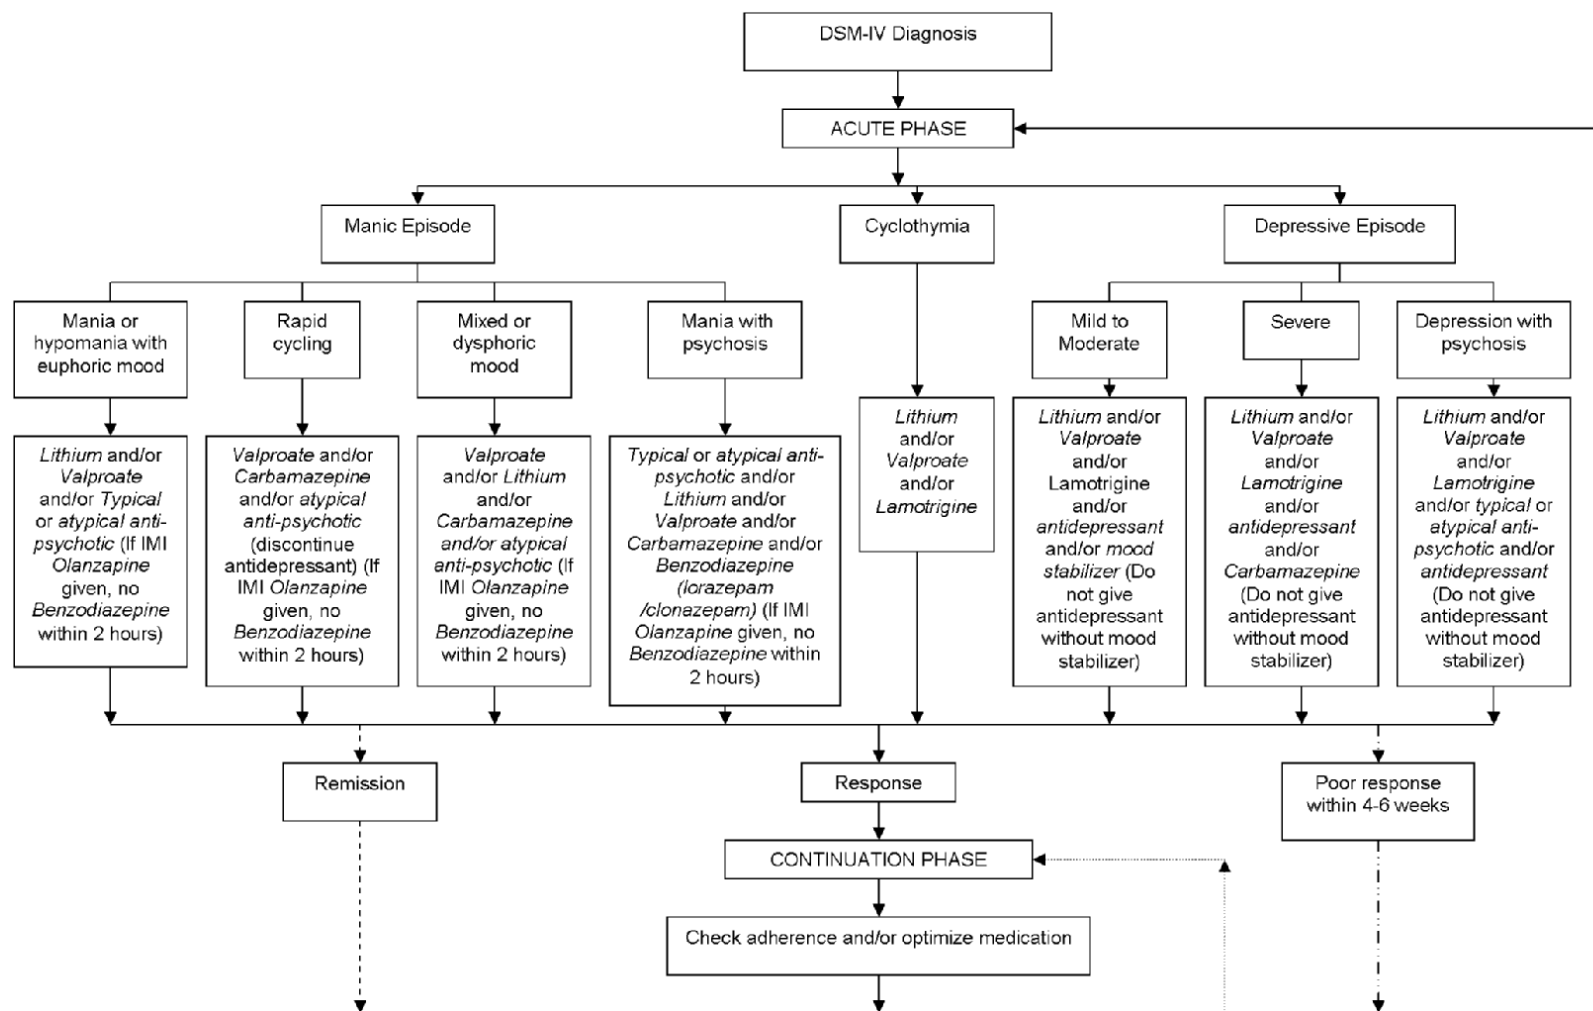 DSM-IV Diagnosis
ACUTE PHASE
Manic Episode
Cyclothymia
Depressive Episode
Mania or
hypomania with
euphoric mood
Rapid
cycling
Mixed or
dysphoric
mood
Mania with
psychosis
Mild to
Moderate
Severe
Depression with
psychosis
Lithium and/or
Valproate
and/or Typical
or atypical anti-
psychotic (If IMI
Olanzapine
given, no
Benzodiazepine
within 2 hours)
Valproate and/or
Carbamazepine
and/or atypical
anti-psychotic
(discontinue
antidepressant) (If
IMI Olanzapine
given, no
Benzodiazepine
within 2 hours)
Valproate
and/or Lithium
and/or
Carbamazepine
and/or atypical
anti-psychotic (If
IMI Olanzapine
given, no
Benzodiazepine
within 2 hours)
Typical or atypical anti-
psychotic and/or
Lithium and/or
Valproate and/or
Carbamazepine and/or
Benzodiazepine
(lorazepam
/clonazepam) (If IMI
Olanzapine given, no
Benzodiazepine within
2 hours)
Lithium
and/or
Valproate
and/or
Lamotrigine
Lithium and/or
Valproate
and/or
Lamotrigine
and/or
antidepressant
and/or mood
stabilizer (Do
not give
antidepressant
without mood
stabilizer)
Lithium and/or
Valproate
and/or
Lamotrigine
and/or
antidepressant
and/or
Carbamazepine
(Do not give
antidepressant
without mood
stabilizer)
Lithium and/or
Valproate
and/or
Lamotrigine
and/or typical or
atypical anti-
psychotic and/or
antidepressant
(Do not give
antidepressant
without mood
stabilizer)
Remission
Response
Poor response
within 4-6 weeks
CONTINUATION PHASE
Check adherence and/or optimize medication